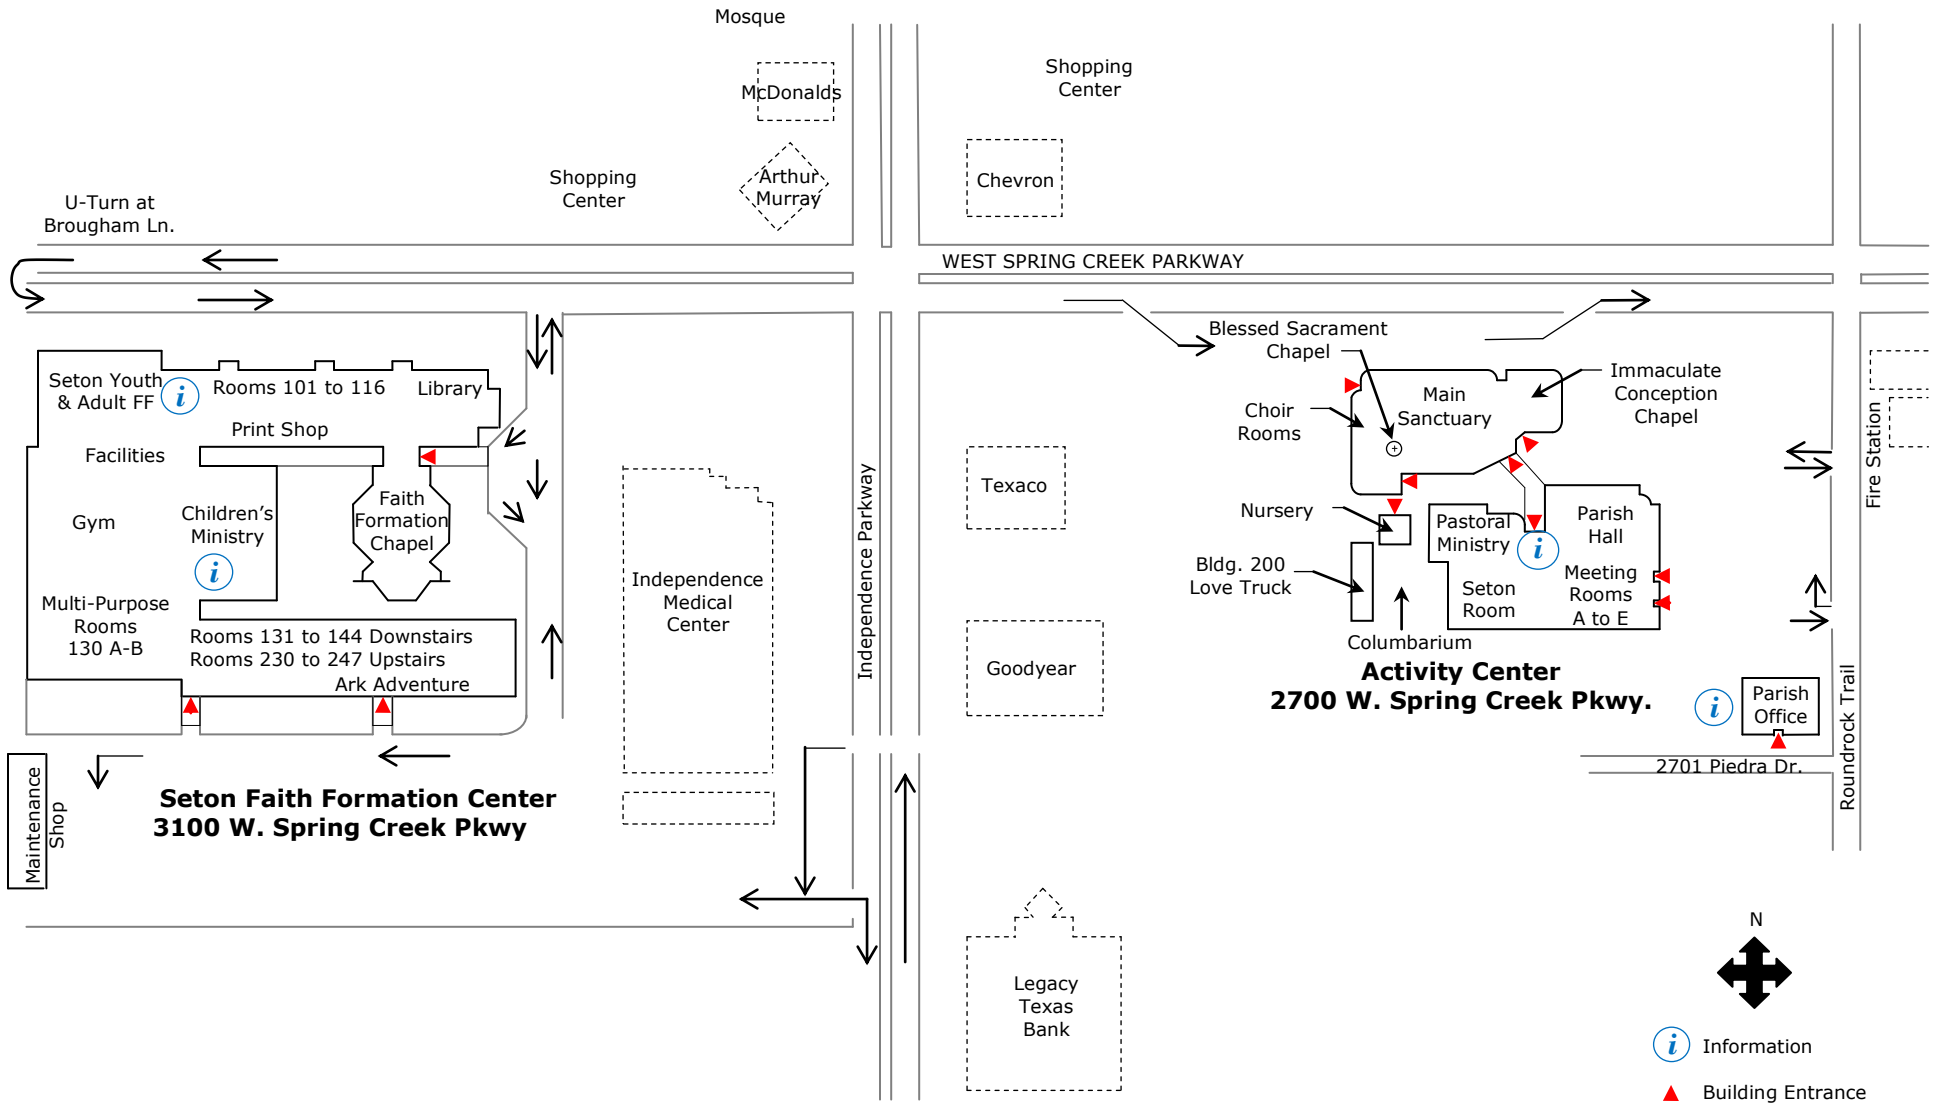 Mosque
McDonalds
Shopping
Center
Shopping
Center
Arthur
Murray
Chevron
U-Turn at
Brougham Ln.
WEST SPRING CREEK PARKWAY
Seton Youth
& Adult FF
i
Rooms 101 to 116
Library
Print Shop
Facilities
Gym
Children's
Ministry
i
Faith
Formation
Chapel
Multi-Purpose
Rooms
130 A-B
Rooms 131 to 144 Downstairs
Rooms 230 to 247 Upstairs
Ark Adventure
Maintenance
Shop
Seton Faith Formation Center
3100 W. Spring Creek Pkwy
Independence
Medical
Center
Independence Parkway
Texaco
Goodyear
Legacy
Texas
Bank
Blessed Sacrament
Chapel
Main
Sanctuary
Immaculate
Conception
Chapel
Choir
Rooms
Nursery
Pastoral
Ministry
i
Parish
Hall
Bldg. 200
Love Truck
Seton
Room
Meeting
Rooms
A to E
Columbarium
Activity Center
2700 W. Spring Creek Pkwy.
Fire Station
i
Parish
Office
2701 Piedra Dr.
Roundrock Trail
N
i
Information
Building Entrance